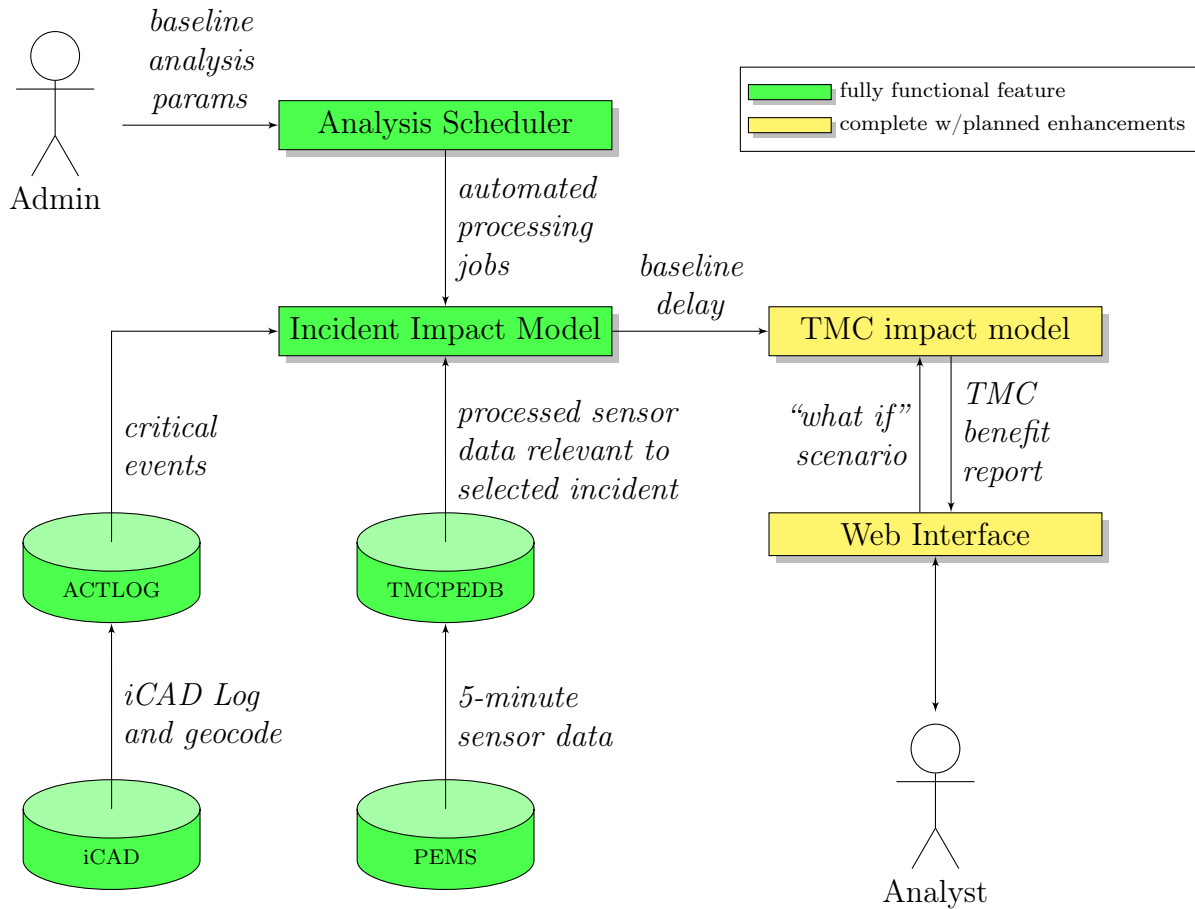 baseline
analysis
params
Admin
Analysis Scheduler
fully functional feature
complete w/planned enhancements
automated
processing
jobs
baseline
delay
Incident Impact Model
TMC impact model
critical
events
processed sensor
data relevant to
selected incident
“what if”
scenario
TMC
benefit
report
Web Interface
ACTLOG
TMCPEDB
iCAD Log
and geocode
5-minute
sensor data
iCAD
PEMS
Analyst